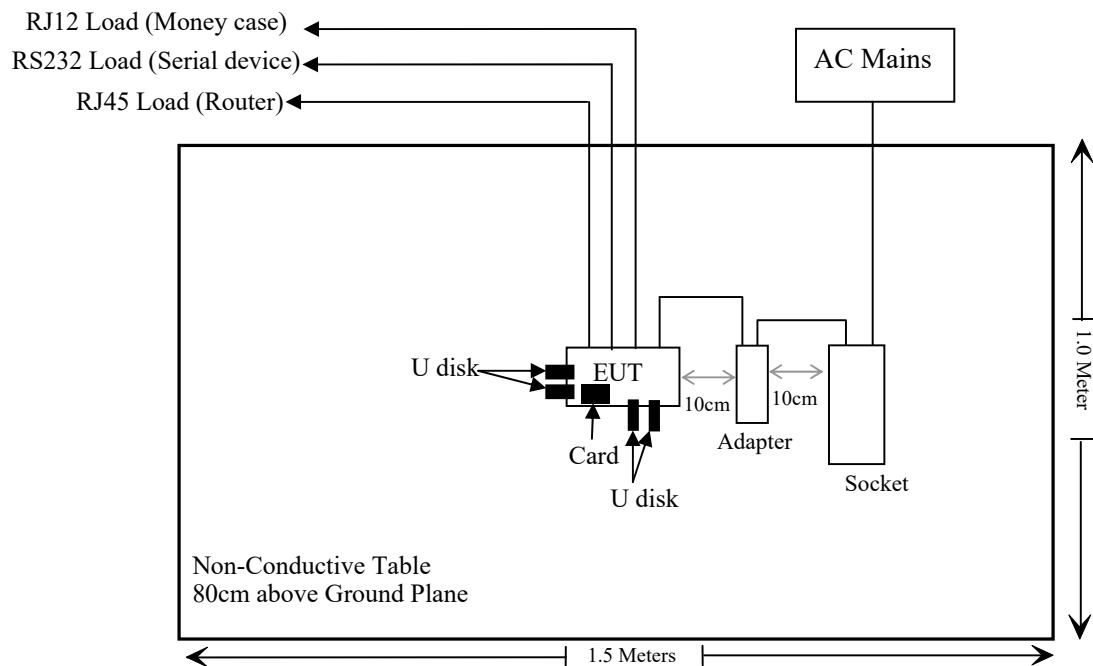 RJ12 Load (Money case)
RS232 Load (Serial device)
RJ45 Load (Router)
AC Mains
U disk
EUT
10cm
10cm
Adapter
Card
U disk
Socket
1.0 Meter
Non-Conductive Table
80cm above Ground Plane
1.5 Meters